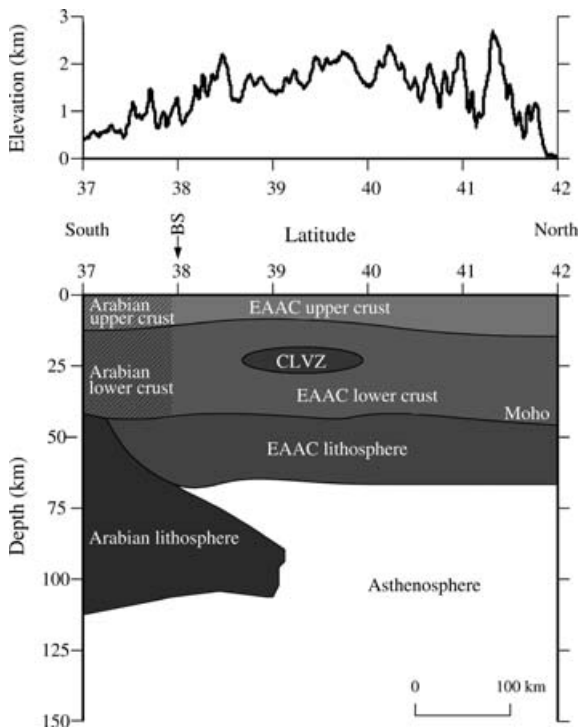 Elevation (km)
3
2
1
0
37 38 39 40 41 42
South BS Latitude North
37 38 39 40 41 42
Depth (km)
0
25
50
75
100
125
150
Arabian
upper crust
EAAC upper crust
CLVZ
Arabian
lower crust
EAAC lower crust
Moho
EAAC lithosphere
Arabian lithosphere
Asthenosphere
0 100 km